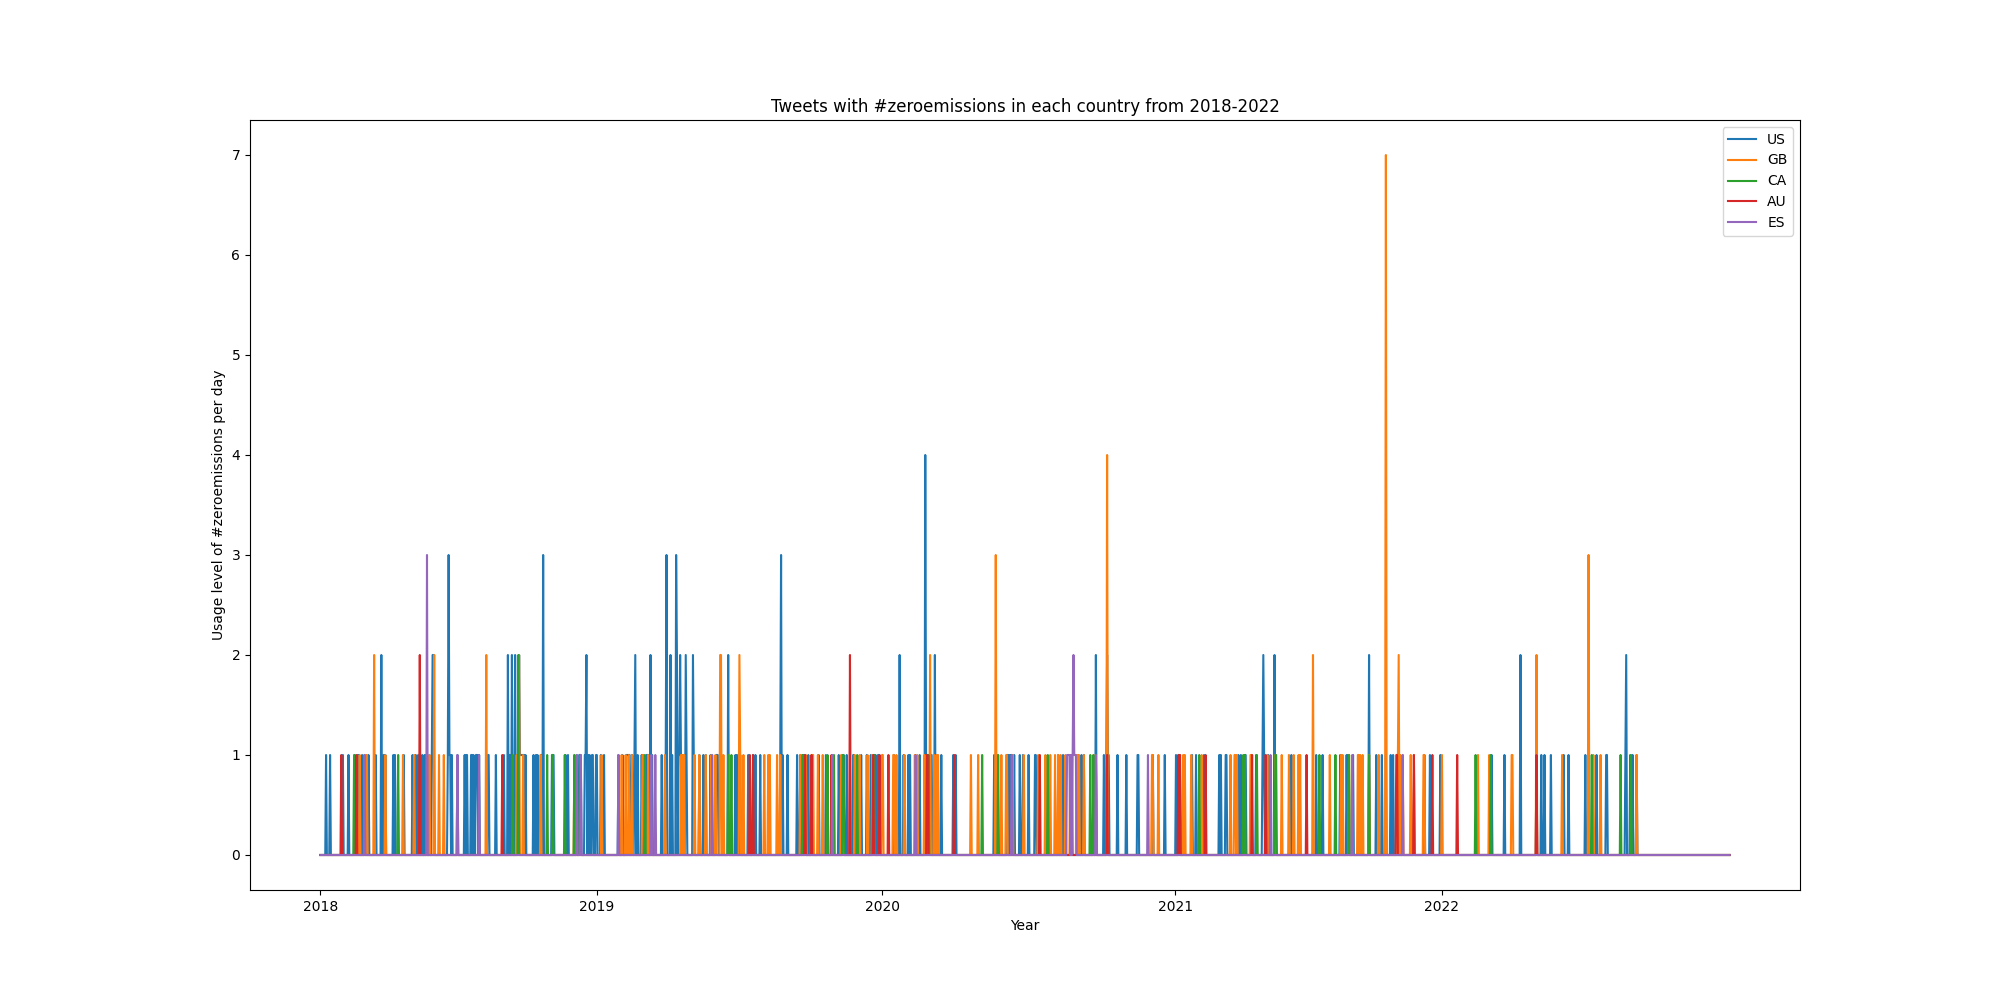 Tweets with #zeroemissions in each country from 2018-2022
US
GB
CA
AU
ES
7
6
5
4
3
2
1
0
Usage level of #zeroemissions per day
2018 2019 2020 2021 2022
Year